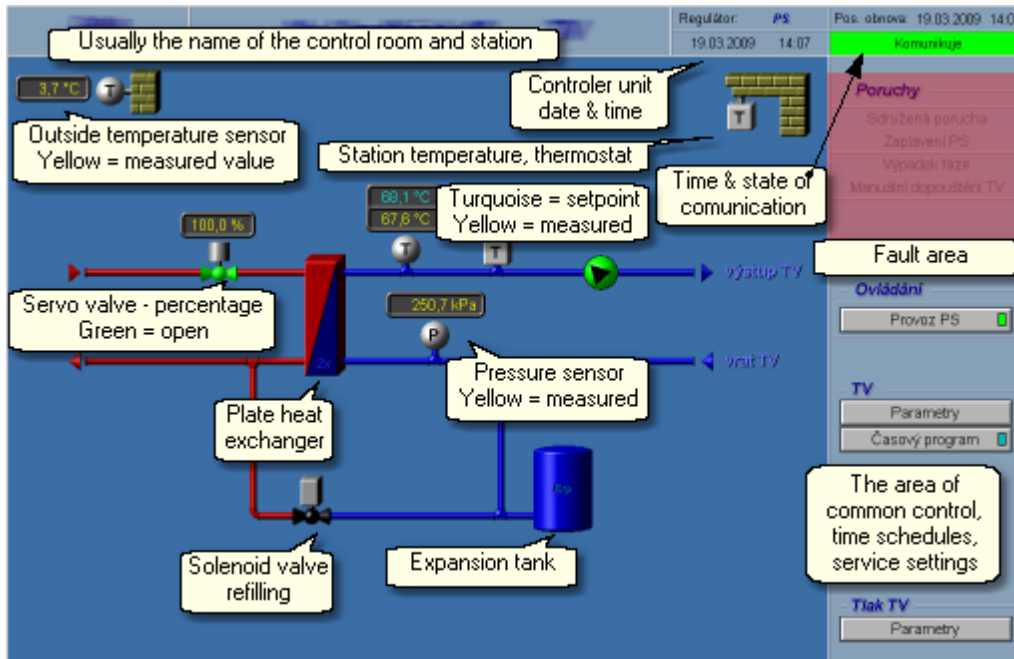 Regulátor: PS
Pos. obnova: 19.03.2009 14:0
Usually the name of the control room and station
19.03.2009 14:07
Komunikuje
3,7 °C
T
Controler unit
date & time
T
Poruchy
Sdružená porucha
Zaplavení PS
Výpadek fáze
Manuální dopouštění TV
Outside temperature sensor
Yellow = measured value
Station temperature, thermostat
Time & state of
comunication
68,1 °C
67,6 °C
Turquoise = setpoint
Yellow = measured
100,0 %
T
T
Fault area
výstup TV
Servo valve - percentage
Green = open
250,7 kPa
Ovládání
Provoz PS
P
2x
vrat TV
Pressure sensor
Yellow = measured
Plate heat
exchanger
TV
Parametry
Časový program
The area of
common control,
time schedules,
service settings
Solenoid valve
refilling
Expansion tank
Tlak TV
Parametry